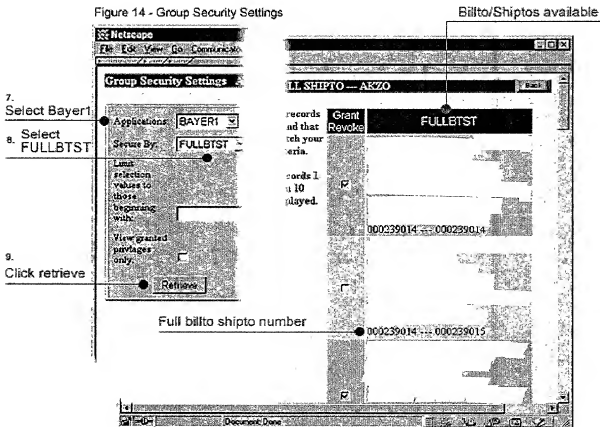 Figure 14 - Group Security Settings
Billto/Shiptos available
Netscape
File Edit View Go Communicato
Group Security Settings
LL SHIPTO --- AKZO
Back
7.
Select Bayer1
Applications:
BAYER1
8. Select
FULLBTST
Secure By:
FULLBTST
Limit
selection
values to
those
beginning
with:
View granted
privileges
only:
9.
Click retrieve
Retrieve
records
nd that
tch your
eria.
cords 1
10
played.
Grant
Revoke
FULLBTST
000239014 --- 000239014
Full billto shipto number
000239014 --- 000239015
Document: Done